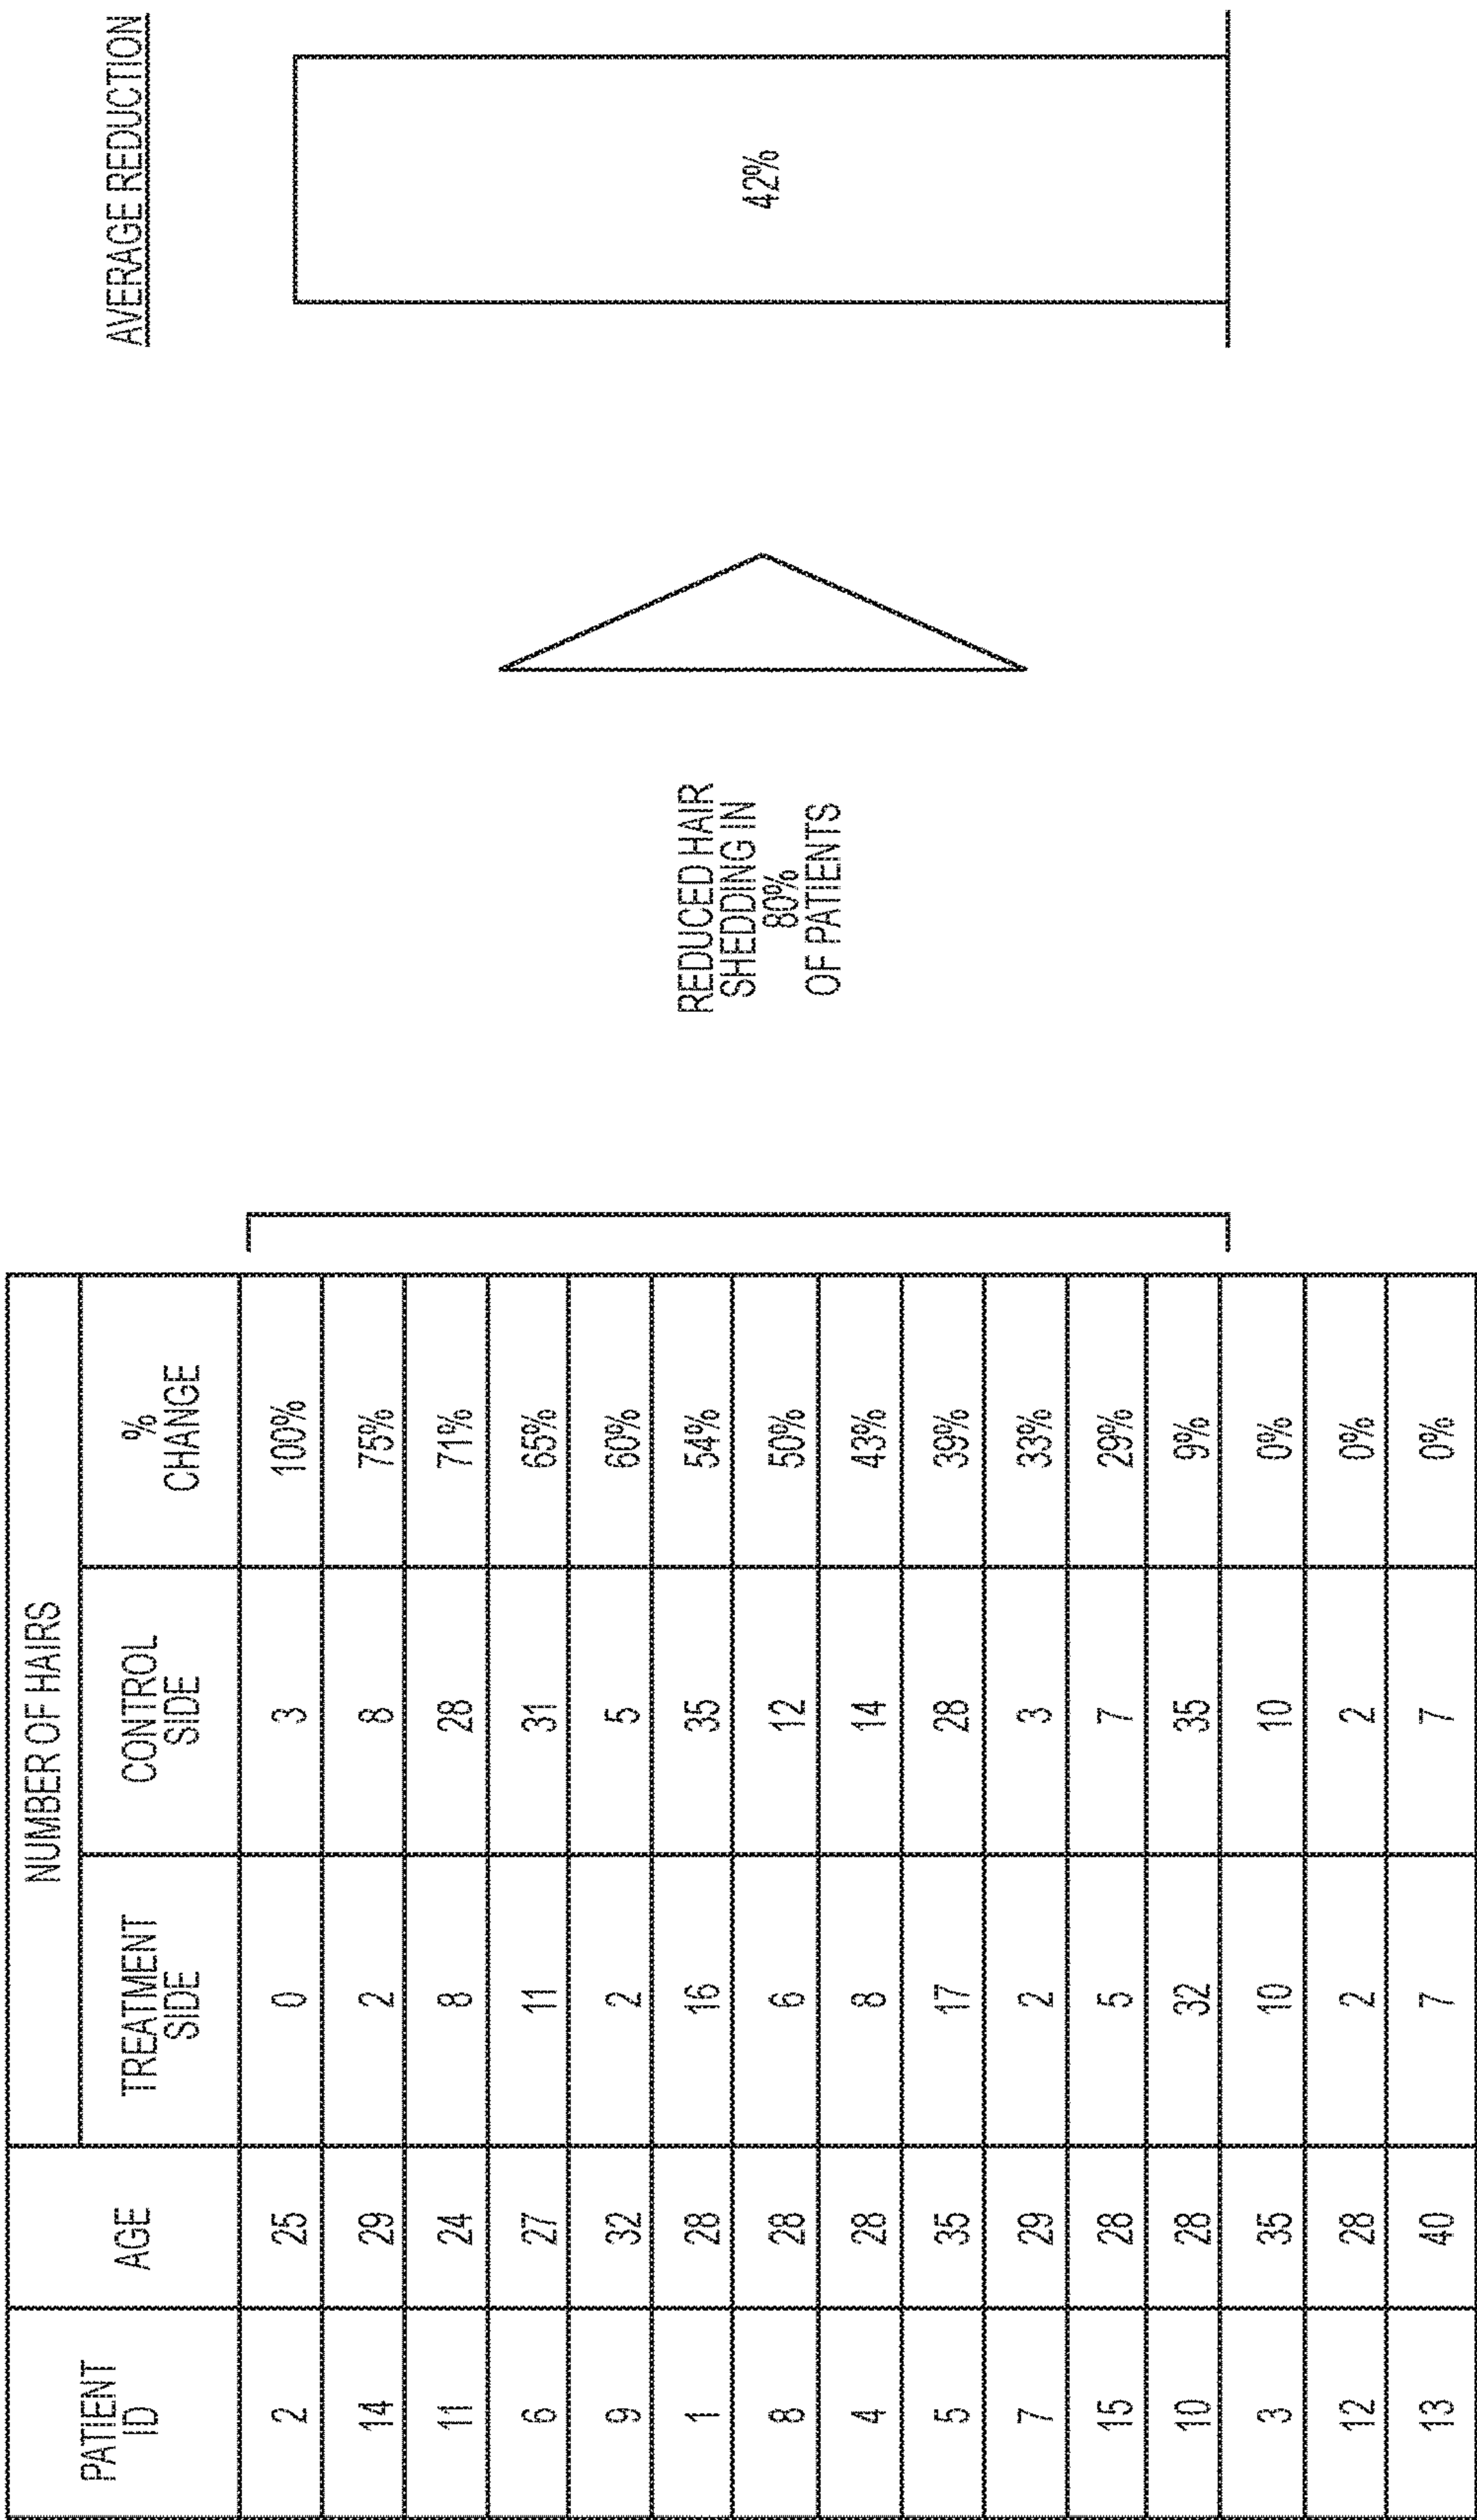 NUMBER OF HAIRS
PATIENT
ID
AGE
TREATMENT
SIDE
CONTROL
SIDE
%
CHANGE
2 25 0 3 100%
14 29 2 8 75%
11 24 8 28 71%
6 27 11 31 65%
9 32 2 5 60%
1 28 16 35 54%
8 28 6 12 50%
4 28 8 14 43%
5 35 17 28 39%
7 29 2 3 33%
15 28 5 7 29%
10 28 32 35 9%
3 35 10 10 0%
12 28 2 2 0%
13 40 7 7 0%
REDUCED HAIR
SHEDDING IN
80%
OF PATIENTS
AVERAGE REDUCTION
42%